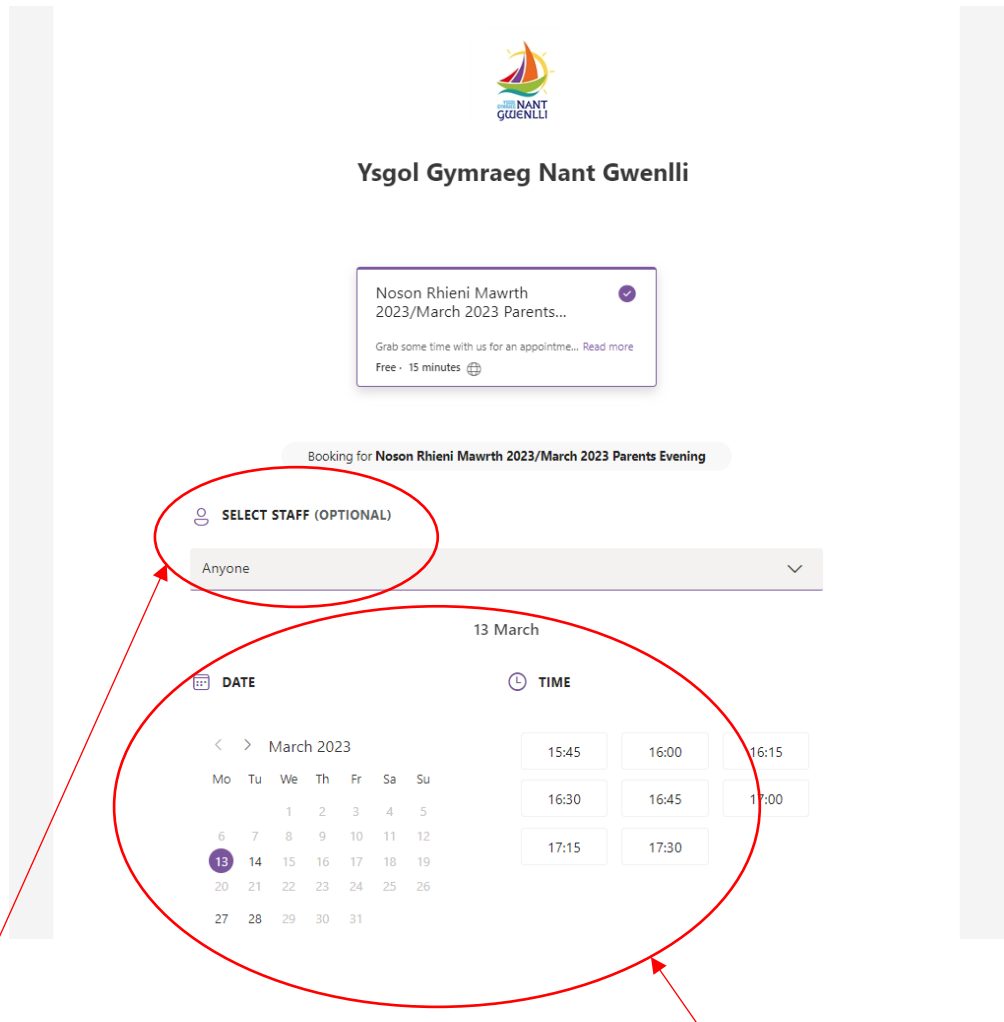 NANT
GWENLLI
Ysgol Gymraeg Nant Gwenlli
Noson Rhieni Mawrth
2023/March 2023 Parents...
Grab some time with us for an appointme... Read more
Free · 15 minutes
Booking for Noson Rhieni Mawrth 2023/March 2023 Parents Evening
SELECT STAFF (OPTIONAL)
Anyone
13 March
DATE
TIME
March 2023
Mo Tu We Th Fr Sa Su
1 2 3 4 5
6 7 8 9 10 11 12
13 14 15 16 17 18 19
20 21 22 23 24 25 26
27 28 29 30 31
15:45 16:00 16:15
16:30 16:45 17:00
17:15 17:30